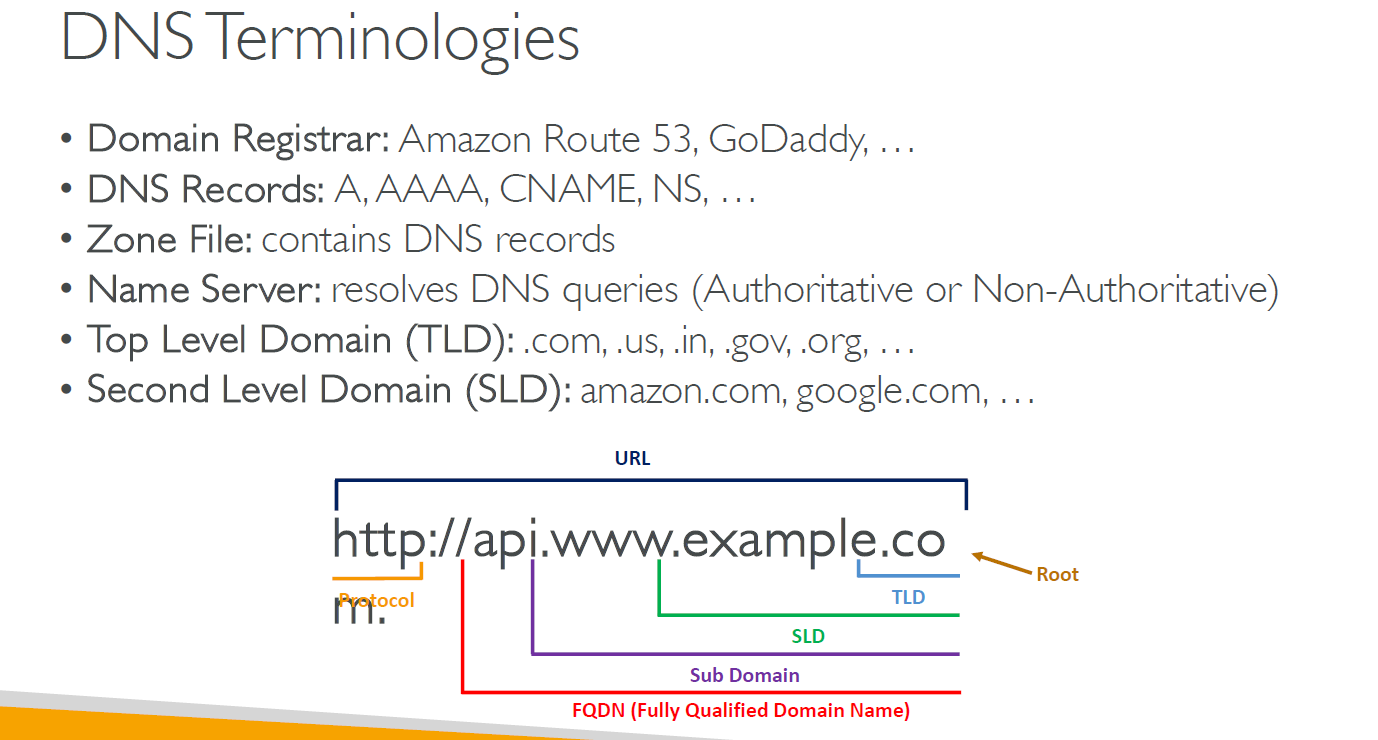 DNS Terminologies
• Domain Registrar: Amazon Route 53, GoDaddy, …
• DNS Records: A, AAAA, CNAME, NS, …
• Zone File: contains DNS records
• Name Server: resolves DNS queries (Authoritative or Non-Authoritative)
• Top Level Domain (TLD): .com, .us, .in, .gov, .org, …
• Second Level Domain (SLD): amazon.com, google.com, …
URL
http://api.www.example.co
m.
Root
Protocol
TLD
SLD
Sub Domain
FQDN (Fully Qualified Domain Name)